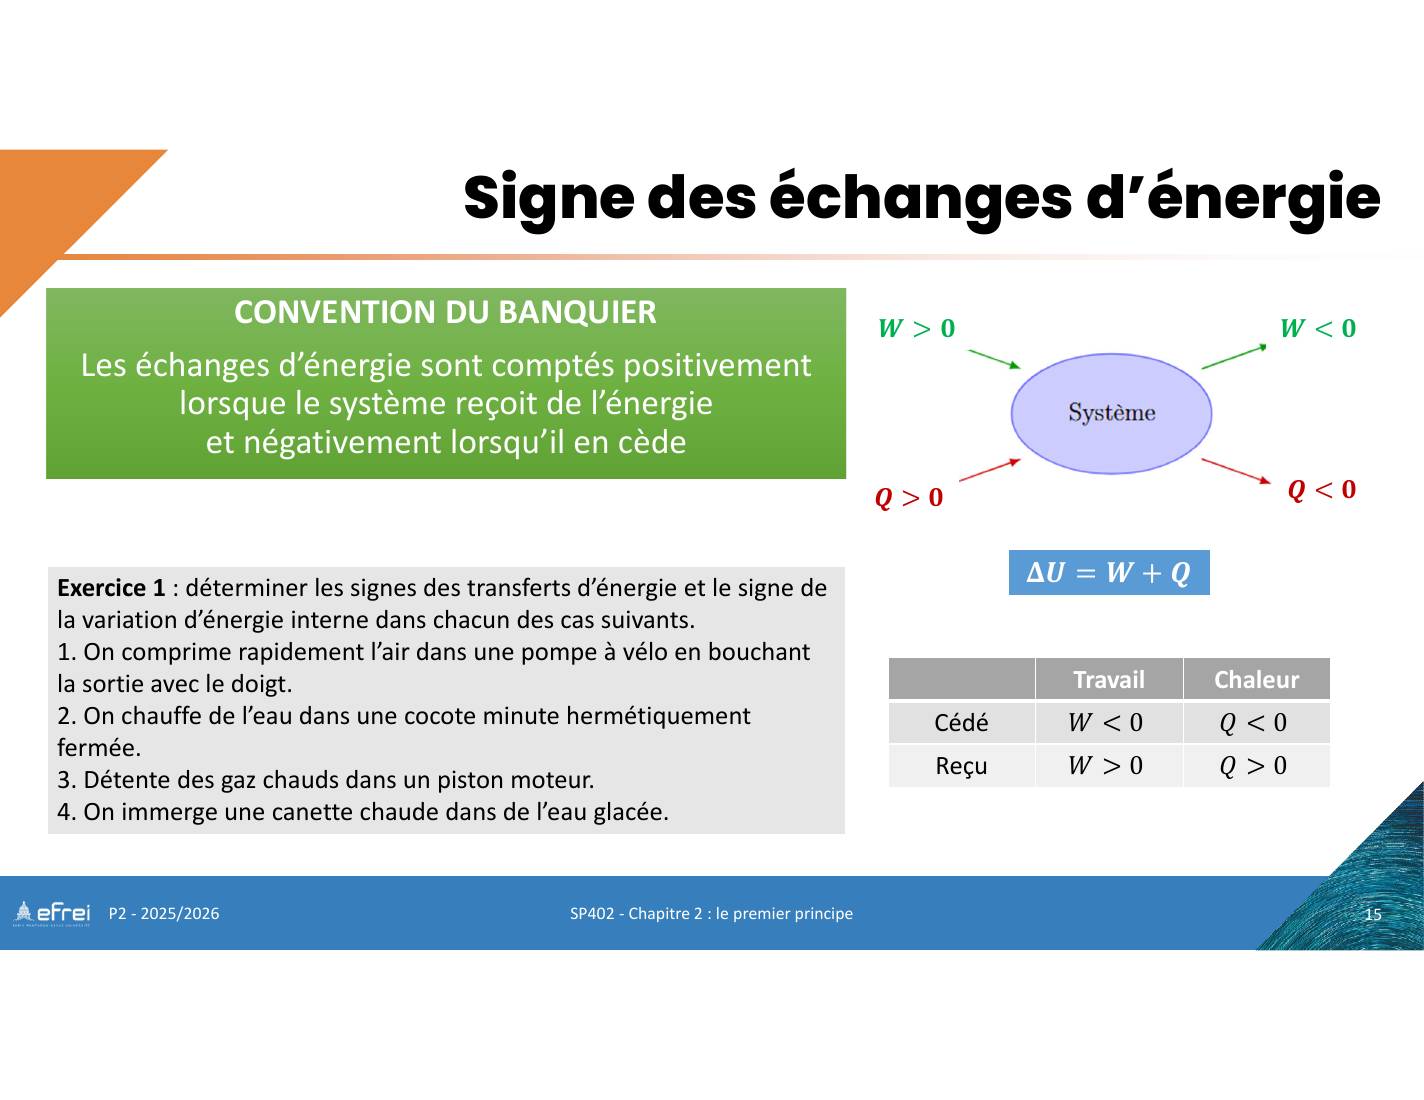 Signe des échanges d’énergie
CONVENTION DU BANQUIER
Les échanges d’énergie sont comptés positivement
lorsque le système reçoit de l’énergie
et négativement lorsqu’il en cède
W > 0
W < 0
Système
Q > 0
Q < 0
ΔU = W + Q
Exercice 1 : déterminer les signes des transferts d’énergie et le signe de
la variation d’énergie interne dans chacun des cas suivants.
1. On comprime rapidement l’air dans une pompe à vélo en bouchant
la sortie avec le doigt.
2. On chauffe de l’eau dans une cocote minute hermétiquement
fermée.
3. Détente des gaz chauds dans un piston moteur.
4. On immerge une canette chaude dans de l’eau glacée.
Travail Chaleur
Cédé W < 0 Q < 0
Reçu W > 0 Q > 0
efrei P2 - 2025/2026 SP402 - Chapitre 2 : le premier principe 15